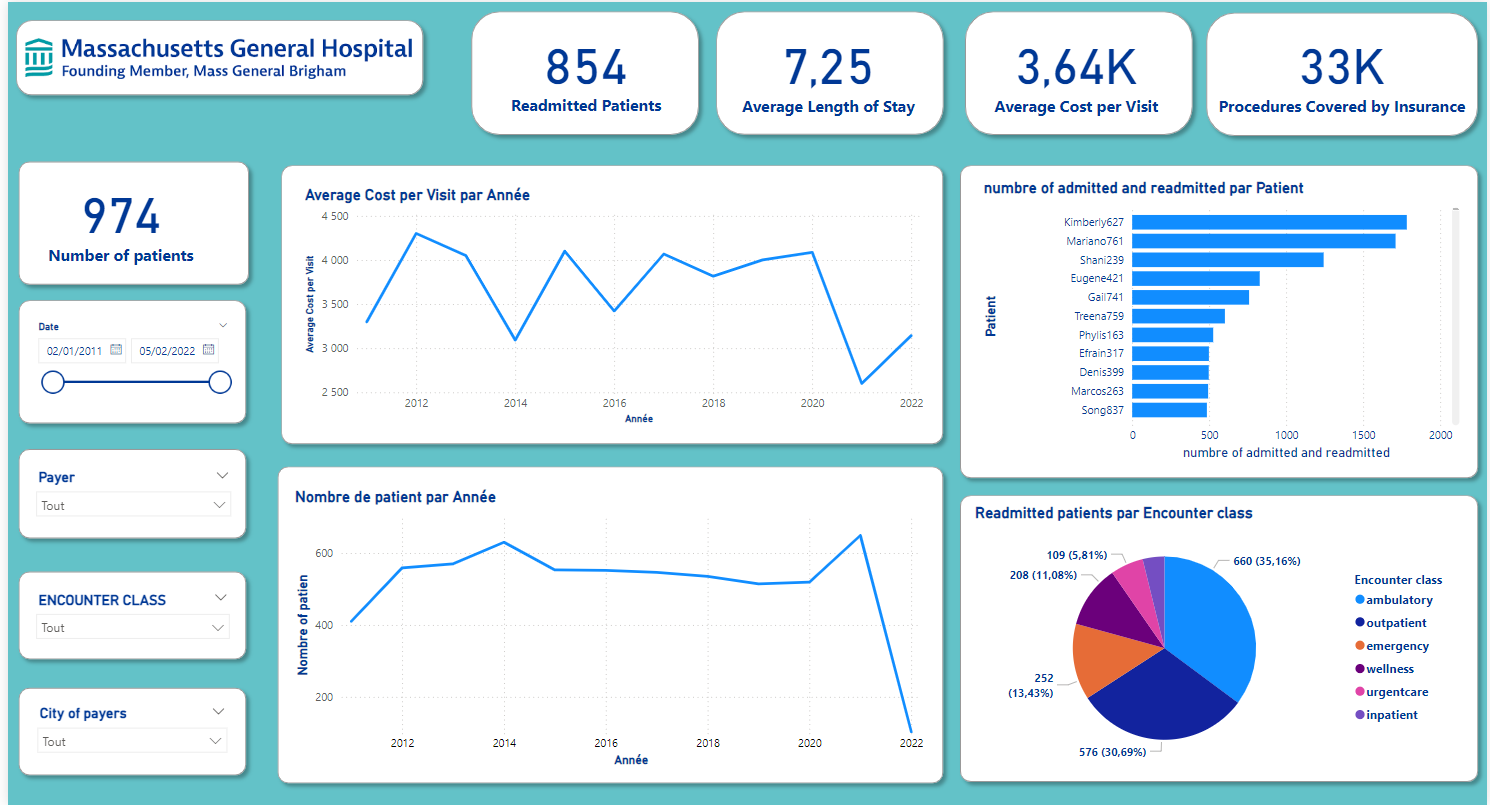 Massachusetts General Hospital
Founding Member, Mass General Brigham
854
Readmitted Patients
7,25
Average Length of Stay
3,64K
Average Cost per Visit
33K
Procedures Covered by Insurance
974
Number of patients
Date
02/01/2011
05/02/2022
Payer
Tout
ENCOUNTER CLASS
Tout
City of payers
Tout
Average Cost per Visit par Année
Average Cost per Visit
4 500
4 000
3 500
3 000
2 500
2012
2014
2016
2018
2020
2022
Année
Nombre de patient par Année
Nombre of patien
600
400
200
2012
2014
2016
2018
2020
2022
Année
numbre of admitted and readmitted par Patient
Patient
Kimberly627
Mariano761
Shani239
Eugene421
Gail741
Treena759
Phylis163
Efrain317
Denis399
Marcos263
Song837
0
500
1000
1500
2000
numbre of admitted and readmitted
Readmitted patients par Encounter class
109 (5,81%)
208 (11,08%)
252
(13,43%)
576 (30,69%)
660 (35,16%)
Encounter class
ambulatory
outpatient
emergency
wellness
urgentcare
inpatient